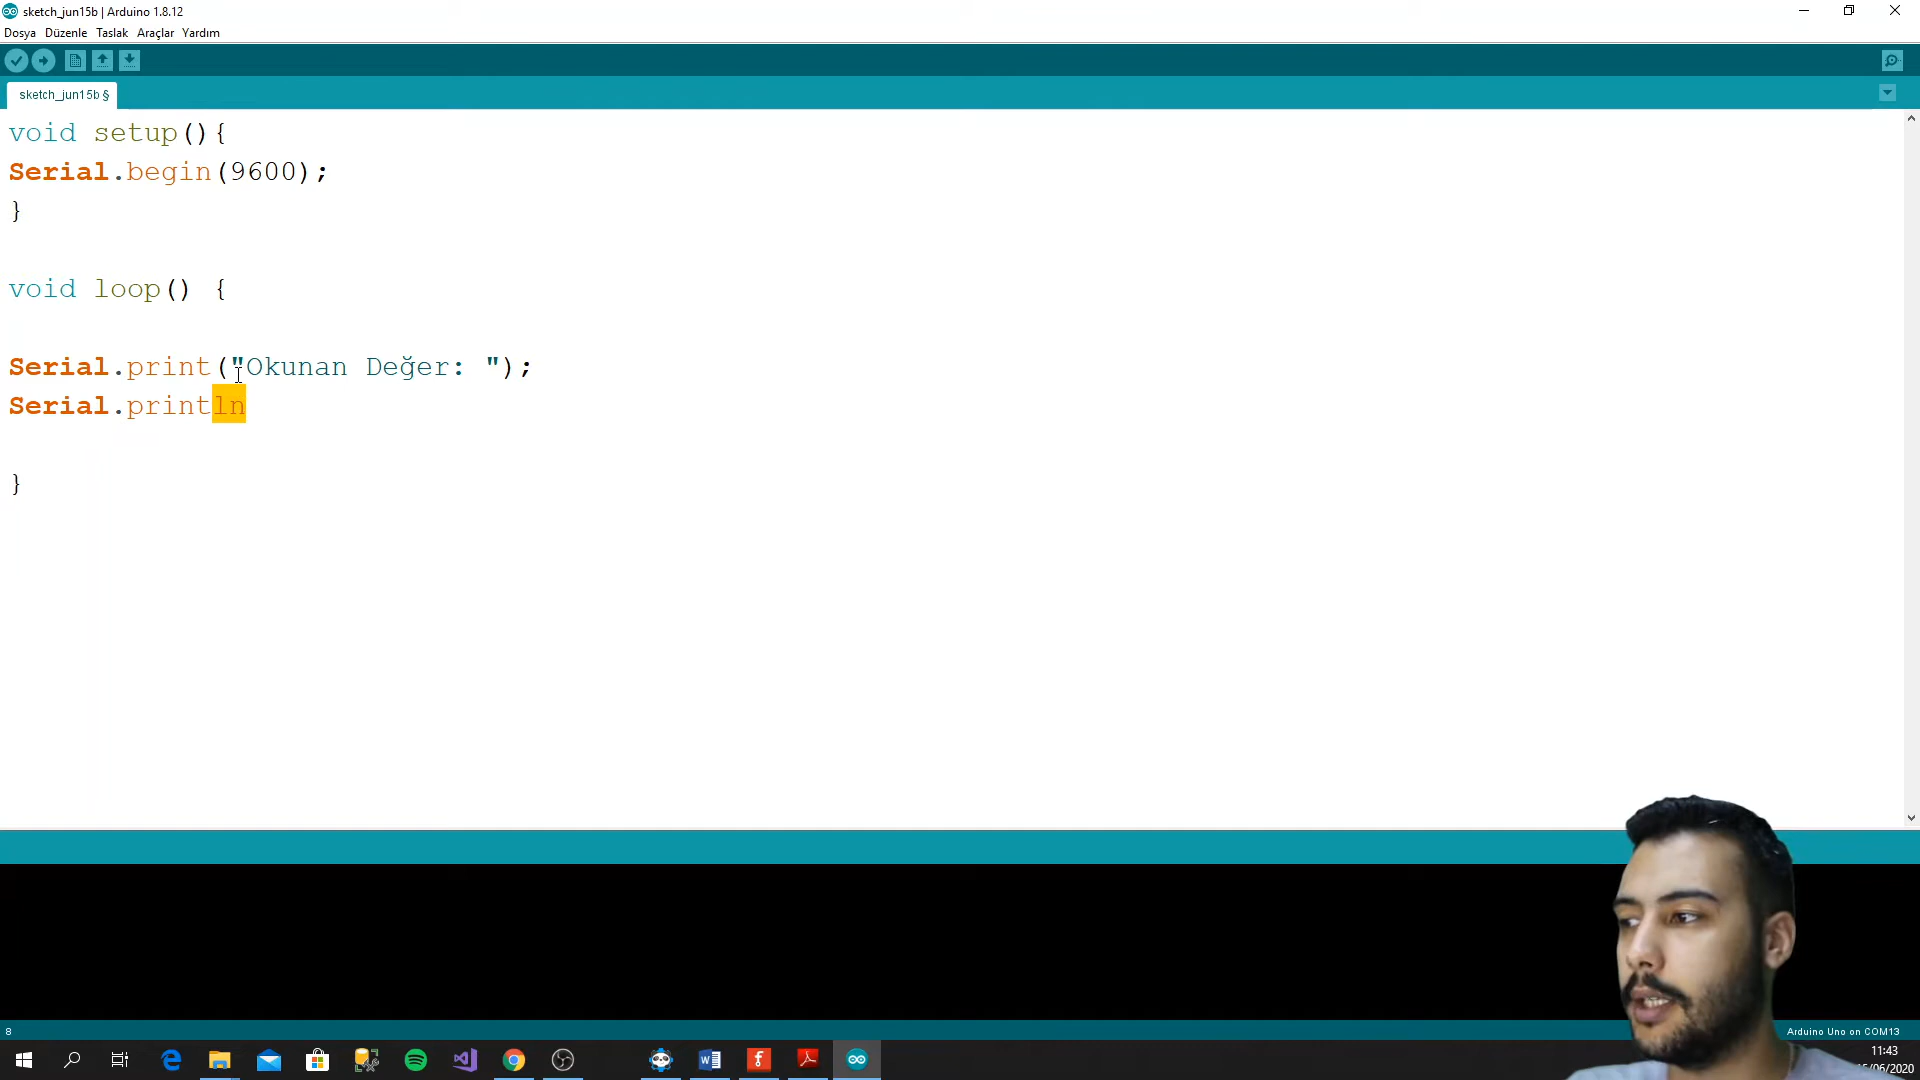 sketch_jun15b | Arduino 1.8.12
Dosya Düzenle Taslak Araçlar Yardım
sketch_jun15b §
void setup(){
Serial.begin(9600);
}
void loop() {
Serial.print("Okunan Değer: ");
Serial.println
}
8
Arduino Uno on COM13
11:43
/06/2020